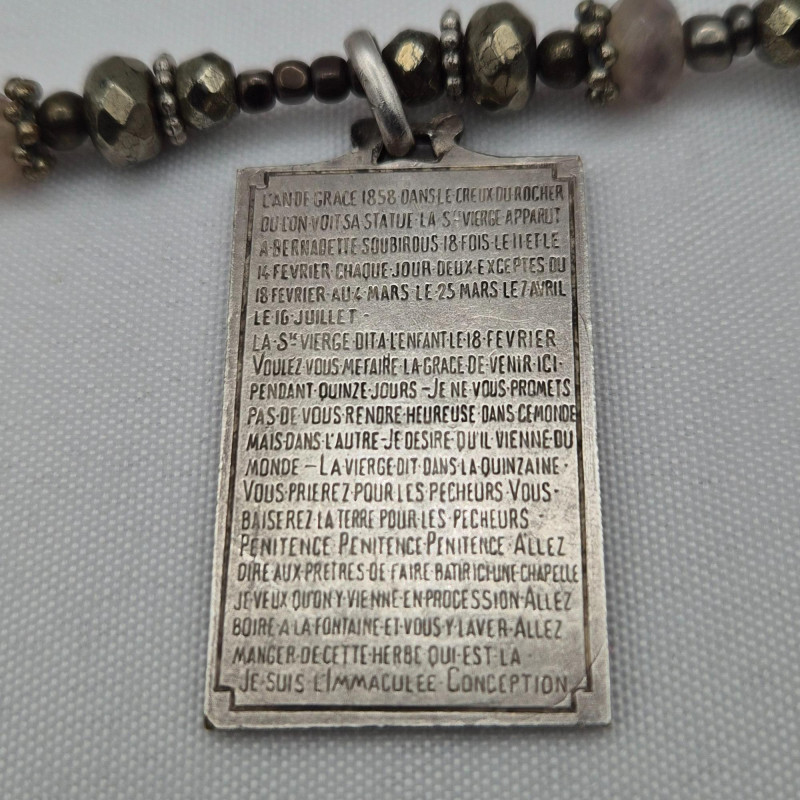 L'AN DE GRACE 1858 DANS LE CREUX DU ROCHER
OU L'ON VOIT SA STATUE LA STE VIERGE APPARUT
A BERNADETTE SOUBIROUS 18 FOIS LE 11 ET LE
14 FEVRIER CHAQUE JOUR DEUX EXCEPTES DU
18 FEVRIER AU 4 MARS LE 25 MARS LE 7 AVRIL
LE 16 JUILLET ·
LA STE VIERGE DIT A L'ENFANT LE 18 FEVRIER
VOULEZ VOUS ME FAIRE LA GRACE DE VENIR ICI·
PENDANT QUINZE JOURS – JE NE VOUS PROMETS
PAS DE VOUS RENDRE HEUREUSE DANS CE MONDE
MAIS DANS L'AUTRE – JE DESIRE QU'IL VIENNE DU
MONDE – LA VIERGE DIT DANS LA QUINZAINE ·
VOUS PRIEREZ POUR LES PECHEURS VOUS·
BAISEREZ LA TERRE POUR LES PECHEURS ·
PENITENCE PENITENCE PENITENCE ALLEZ
DIRE AUX PRETRES DE FAIRE BATIR ICI UNE CHAPELLE
JE VEUX QU'ON Y VIENNE EN PROCESSION ALLEZ
BOIRE A LA FONTAINE ET VOUS Y LAVER ALLEZ
MANGER DE CETTE HERBE QUI EST LA ·
JE SUIS L'IMMACULEE CONCEPTION